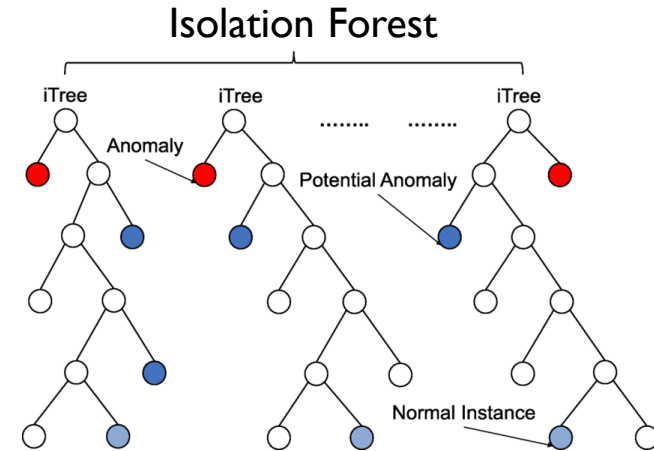 Isolation Forest
iTree
iTree
........ ........
iTree
Anomaly
Potential Anomaly
Normal Instance